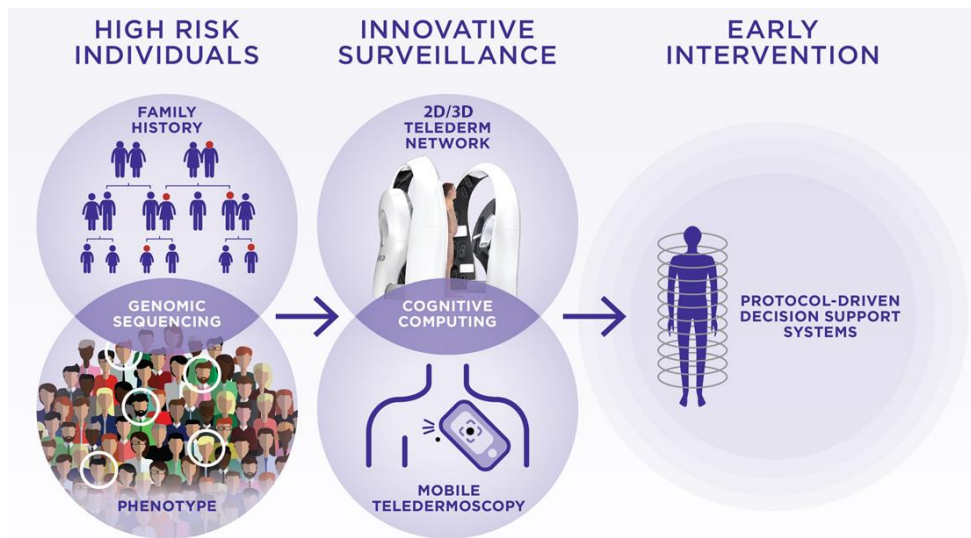 HIGH RISK
INDIVIDUALS
INNOVATIVE
SURVEILLANCE
EARLY
INTERVENTION
FAMILY
HISTORY
GENOMIC
SEQUENCING
PHENOTYPE
2D/3D
TELEDERM
NETWORK
COGNITIVE
COMPUTING
MOBILE
TELEDERMOSCOPY
PROTOCOL-DRIVEN
DECISION SUPPORT
SYSTEMS